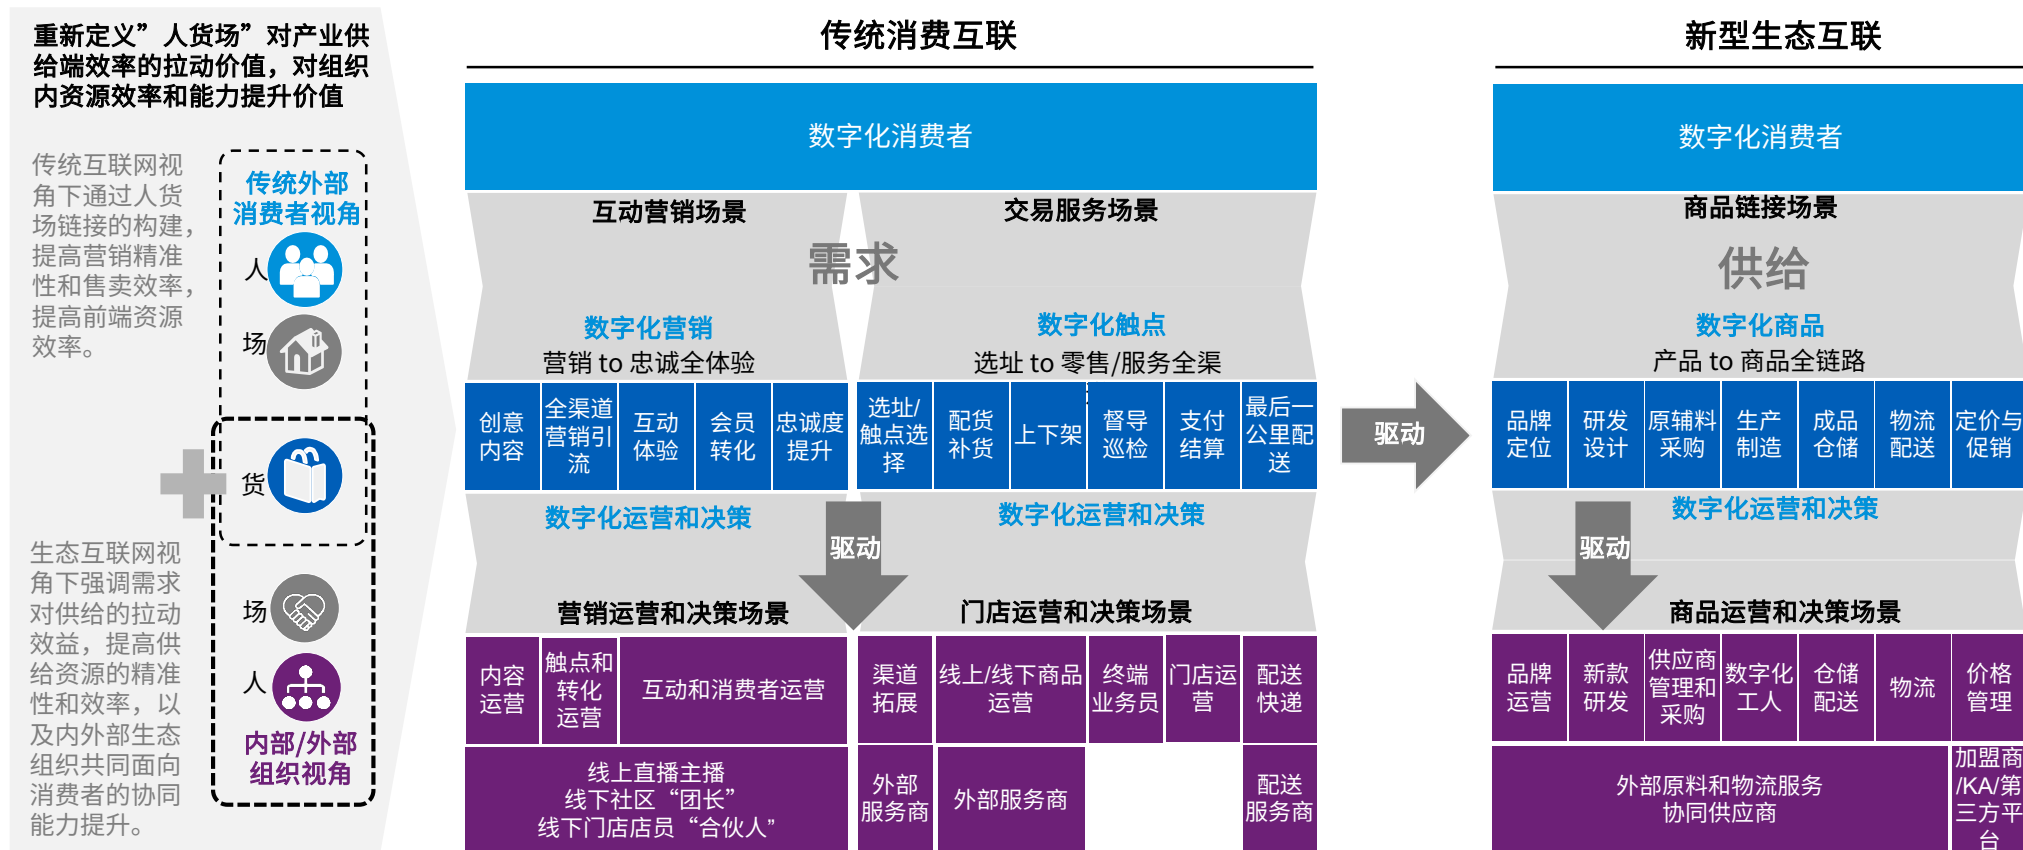 重新定义”人货场”对产业供
给端效率的拉动价值，对组织
内资源效率和能力提升价值
传统互联网视
角下通过人货
场链接的构建，
提高营销精准
性和售卖效率，
提高前端资源
效率。
传统外部
消费者视角
人
场
货
场
人
内部/外部
组织视角
生态互联网视
角下强调需求
对供给的拉动
效益，提高供
给资源的精准
性和效率，以
及内外部生态
组织共同面向
消费者的协同
能力提升。
传统消费互联
数字化消费者
互动营销场景
交易服务场景
需求
数字化营销
营销 to 忠诚全体验
数字化触点
选址 to 零售/服务全渠
创意
内容
全渠道
营销引
流
互动
体验
会员
转化
忠诚度
提升
选址/
触点选
择
配货
补货
上下架
督导
巡检
支付
结算
最后一
公里配
送
数字化运营和决策
数字化运营和决策
驱动
营销运营和决策场景
门店运营和决策场景
内容
运营
触点和
转化
运营
互动和消费者运营
渠道
拓展
线上/线下商品
运营
终端
业务员
门店运
营
配送
快递
线上直播主播
线下社区“团长”
线下门店店员“合伙人”
外部
服务商
外部服务商
配送
服务商
驱动
新型生态互联
数字化消费者
商品链接场景
供给
数字化商品
产品 to 商品全链路
品牌
定位
研发
设计
原辅料
采购
生产
制造
成品
仓储
物流
配送
定价与
促销
数字化运营和决策
驱动
商品运营和决策场景
品牌
运营
新款
研发
供应商
管理和
采购
数字化
工人
仓储
配送
物流
价格
管理
外部原料和物流服务
协同供应商
加盟商
/KA/第
三方平
台